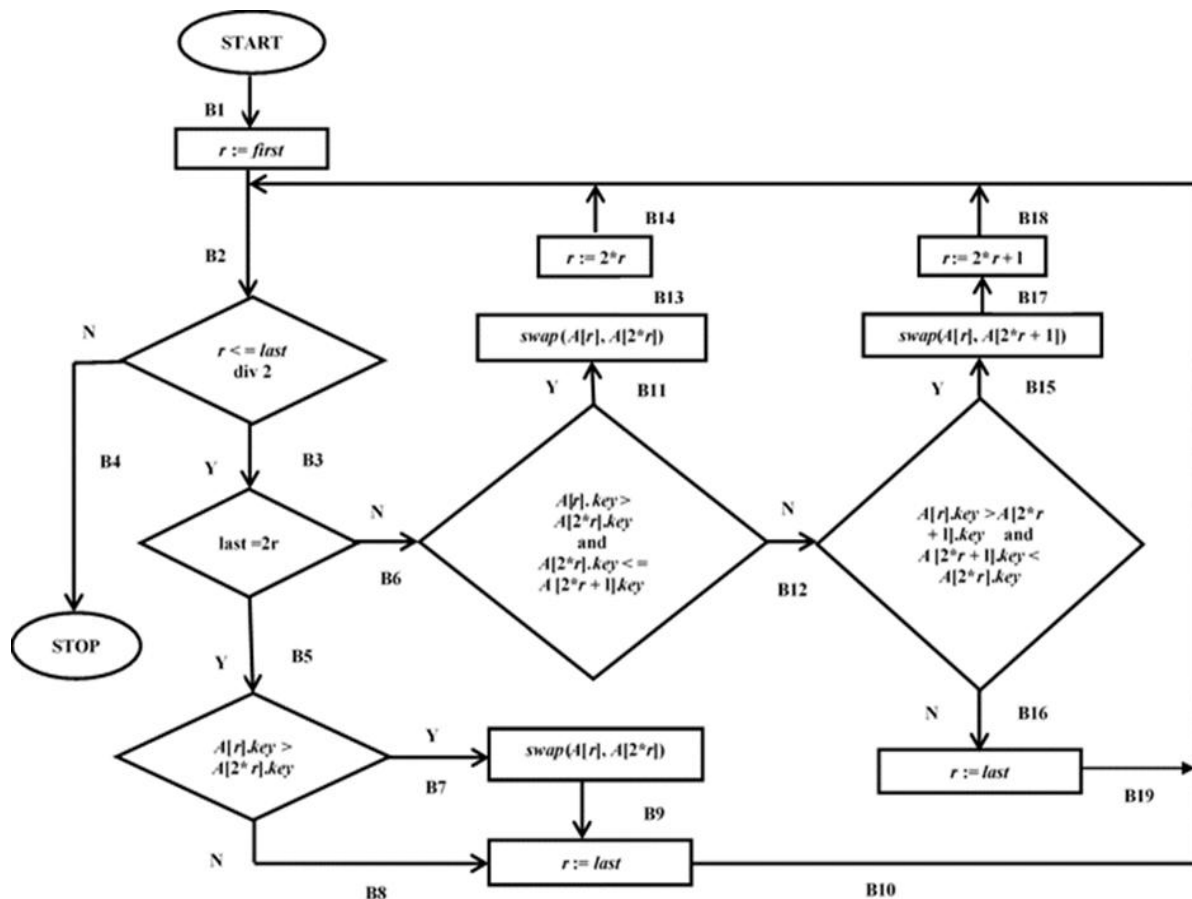 START
B1
r := first
B14
B18
B2
r := 2*r
r := 2*r + 1
B13
B17
N
swap(A[r], A[2*r])
swap(A[r], A[2*r + 1])
r <= last
div 2
Y
B11
Y
B15
B4
Y
B3
A[r].key >
A[2*r].key
and
A[2*r].key <=
A[2*r + 1].key
A[r].key > A[2*r
+ 1].key and
A[2*r + 1].key <
A[2*r].key
last =2r
N
B6
N
B12
STOP
Y
B5
N
B16
A[r].key >
A[2* r].key
Y
B7
swap(A[r], A[2*r])
r := last
B19
B9
N
B8
r := last
B10